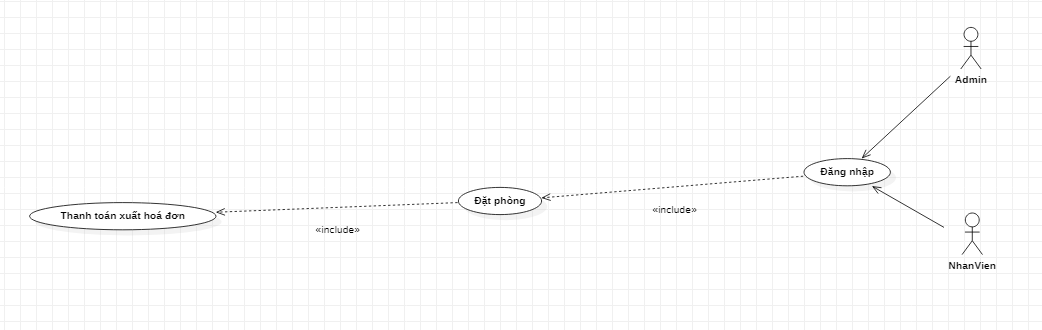 Admin
Đăng nhập
Đặt phòng
«include»
Thanh toán xuất hoá đơn
«include»
NhanVien